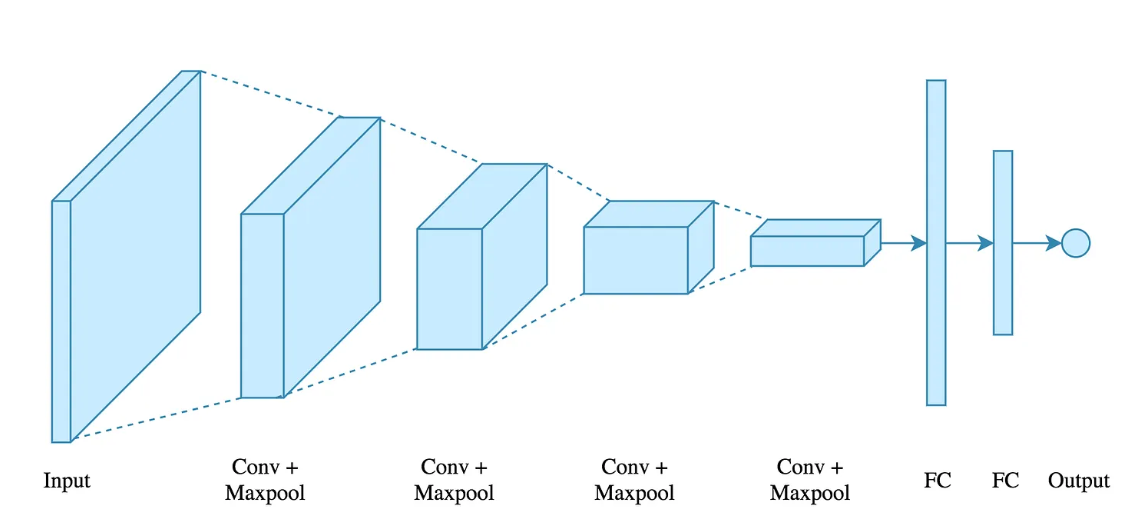 Input
Conv +
Maxpool
Conv +
Maxpool
Conv +
Maxpool
Conv +
Maxpool
FC
FC
Output